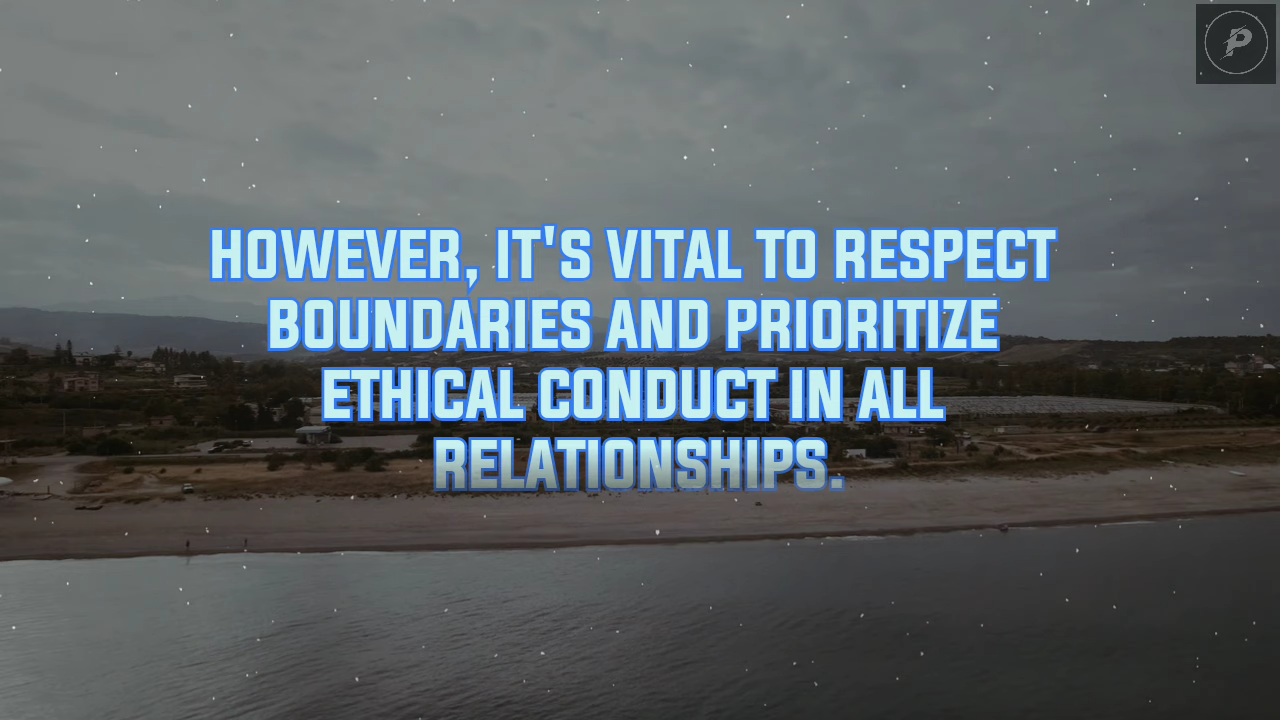 HOWEVER, IT'S VITAL TO RESPECT
BOUNDARIES AND PRIORITIZE
ETHICAL CONDUCT IN ALL
RELATIONSHIPS.
P